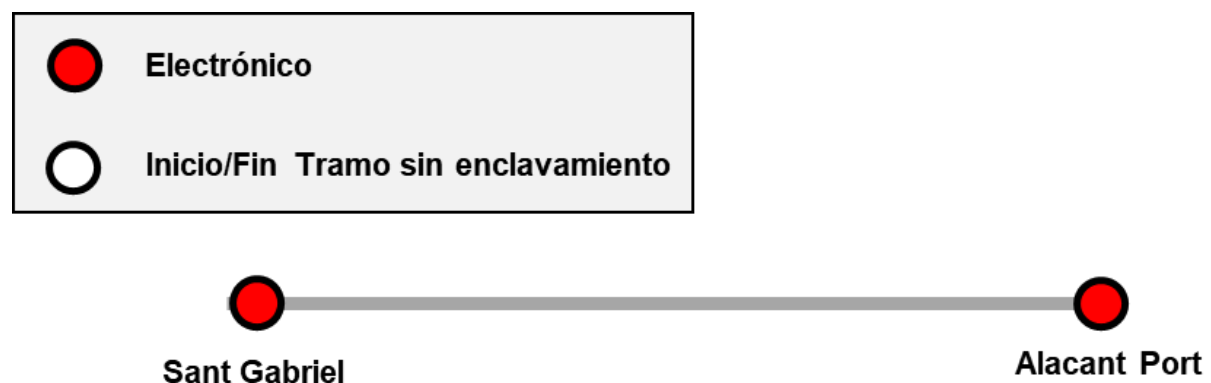 Electrónico
Inicio/Fin Tramo sin enclavamiento
Sant Gabriel
Alacant Port